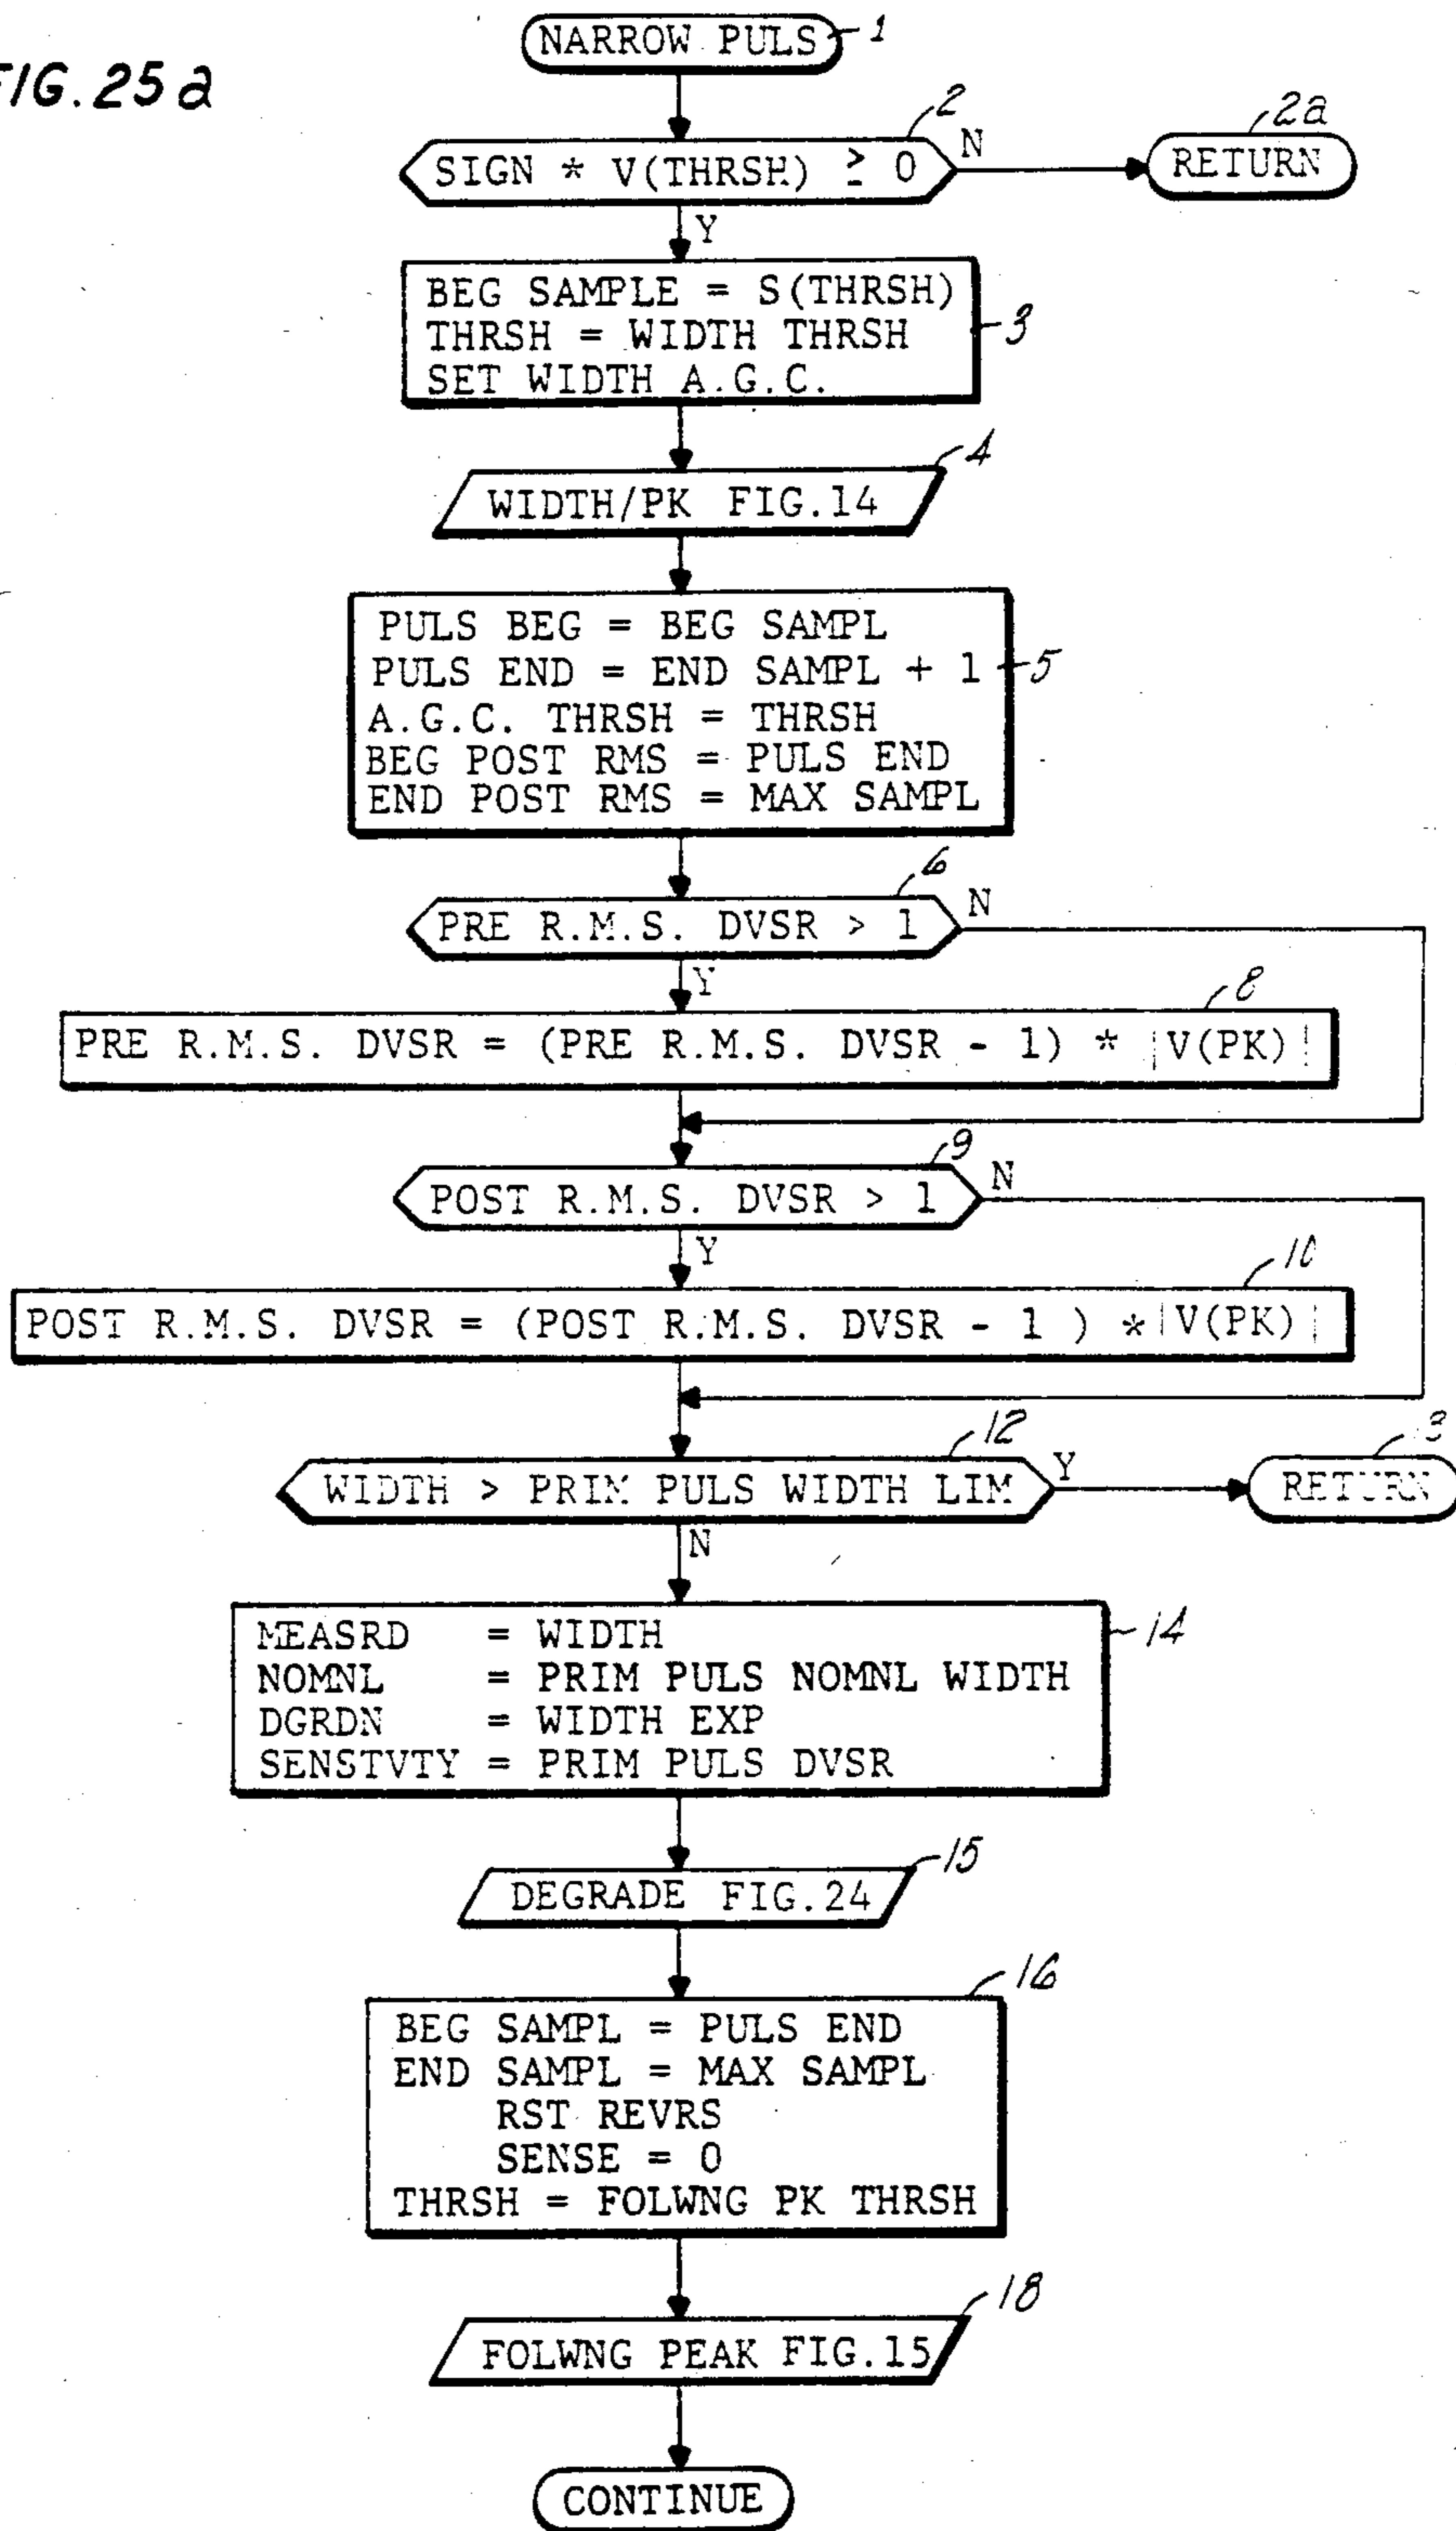 FIG. 25a
NARROW PULS 1
SIGN * V(THRSH) ≥ 0 2
N
RETURN 2a
Y
BEG SAMPLE = S(THRSH)
THRSH = WIDTH THRSH
SET WIDTH A.G.C.
3
WIDTH/PK FIG.14 4
PULS BEG = BEG SAMPL
PULS END = END SAMPL + 1
A.G.C. THRSH = THRSH
BEG POST RMS = PULS END
END POST RMS = MAX SAMPL
5
PRE R.M.S. DVSR > 1 6
N
Y
PRE R.M.S. DVSR = (PRE R.M.S. DVSR - 1) * |V(PK)| 8
POST R.M.S. DVSR > 1 9
N
Y
POST R.M.S. DVSR = (POST R.M.S. DVSR - 1 ) * |V(PK)| 10
WIDTH > PRIM PULS WIDTH LIM 12
Y
RETURN 13
N
MEASRD = WIDTH
NOMNL = PRIM PULS NOMNL WIDTH
DGRDN = WIDTH EXP
SENSTVTY = PRIM PULS DVSR
14
DEGRADE FIG.24 15
BEG SAMPL = PULS END
END SAMPL = MAX SAMPL
RST REVRS
SENSE = 0
THRSH = FOLWNG PK THRSH
16
FOLWNG PEAK FIG.15 18
CONTINUE